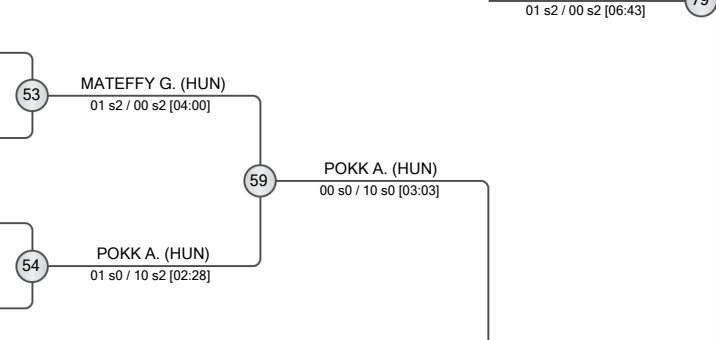 79
01 s2 / 00 s2 [06:43]
MATEFFY G. (HUN)
53
01 s2 / 00 s2 [04:00]
POKK A. (HUN)
59
00 s0 / 10 s0 [03:03]
POKK A. (HUN)
54
01 s0 / 10 s2 [02:28]